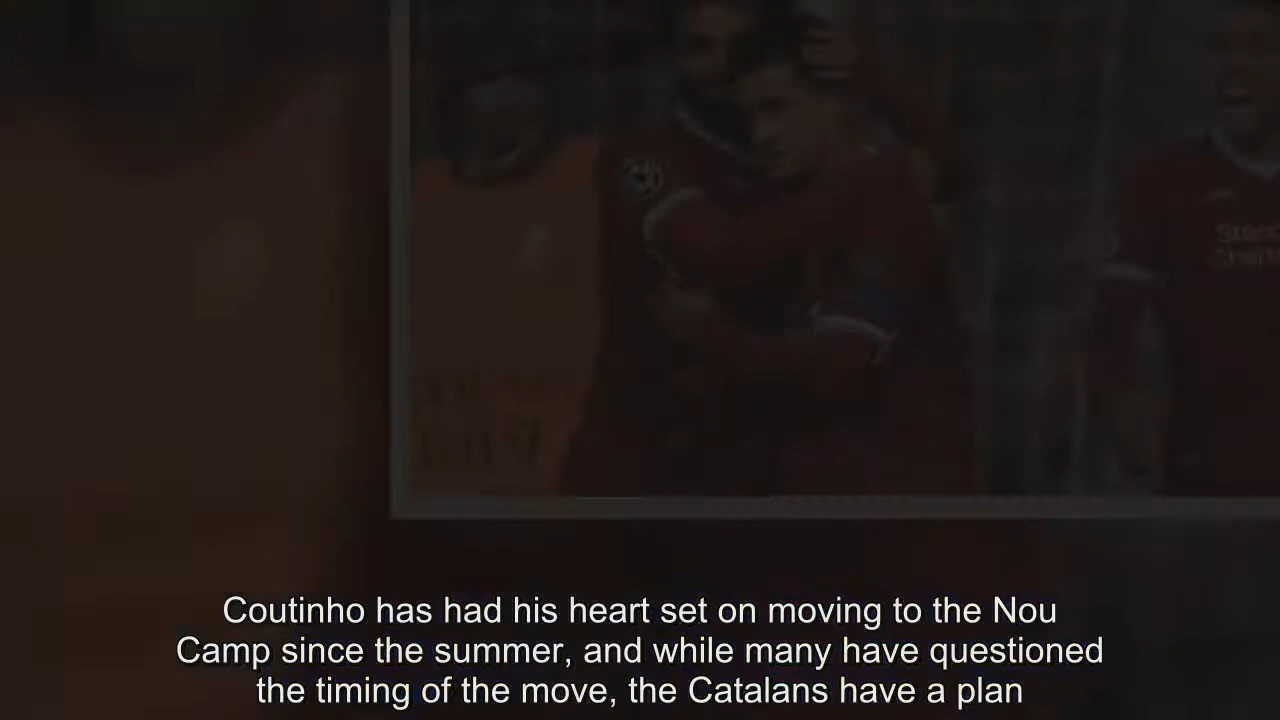 Coutinho has had his heart set on moving to the Nou
Camp since the summer, and while many have questioned
the timing of the move, the Catalans have a plan